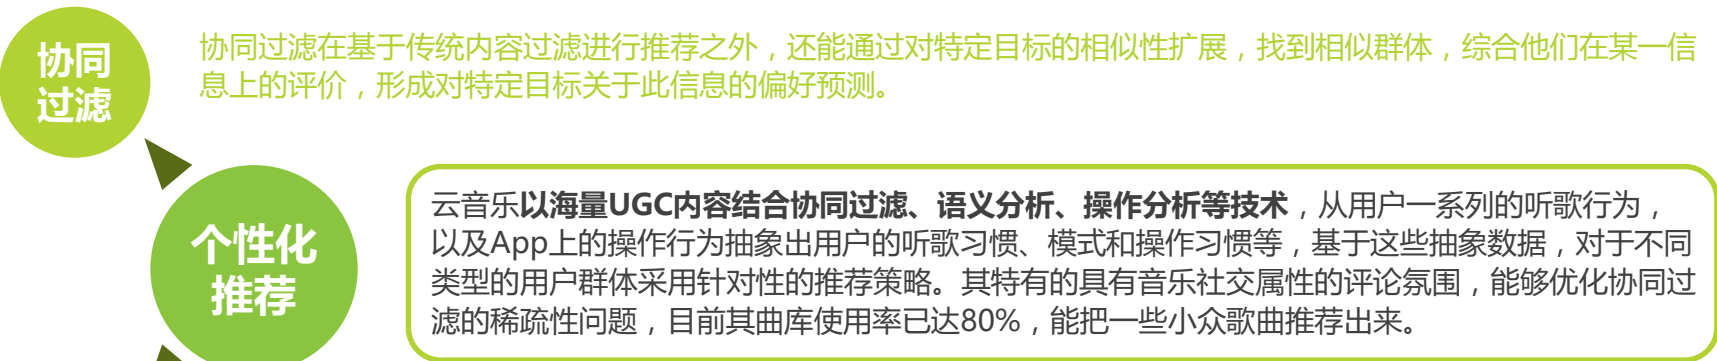 协同
过滤
协同过滤在基于传统内容过滤进行推荐之外，还能通过对特定目标的相似性扩展，找到相似群体，综合他们在某一信
息上的评价，形成对特定目标关于此信息的偏好预测。
个性化
推荐
云音乐以海量UGC内容结合协同过滤、语义分析、操作分析等技术，从用户一系列的听歌行为，
以及App上的操作行为抽象出用户的听歌习惯、模式和操作习惯等，基于这些抽象数据，对于不同
类型的用户群体采用针对性的推荐策略。其特有的具有音乐社交属性的评论氛围，能够优化协同过
滤的稀疏性问题，目前其曲库使用率已达80%，能把一些小众歌曲推荐出来。